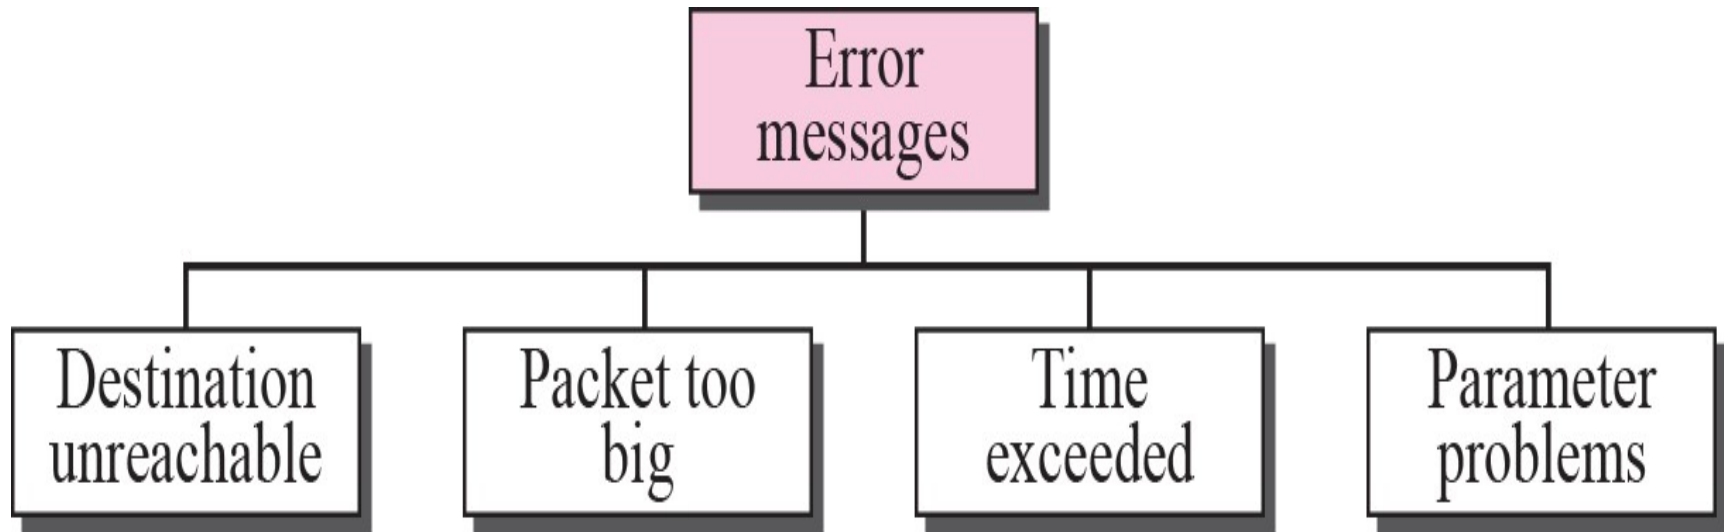 Error
messages
Destination
unreachable
Packet too
big
Time
exceeded
Parameter
problems